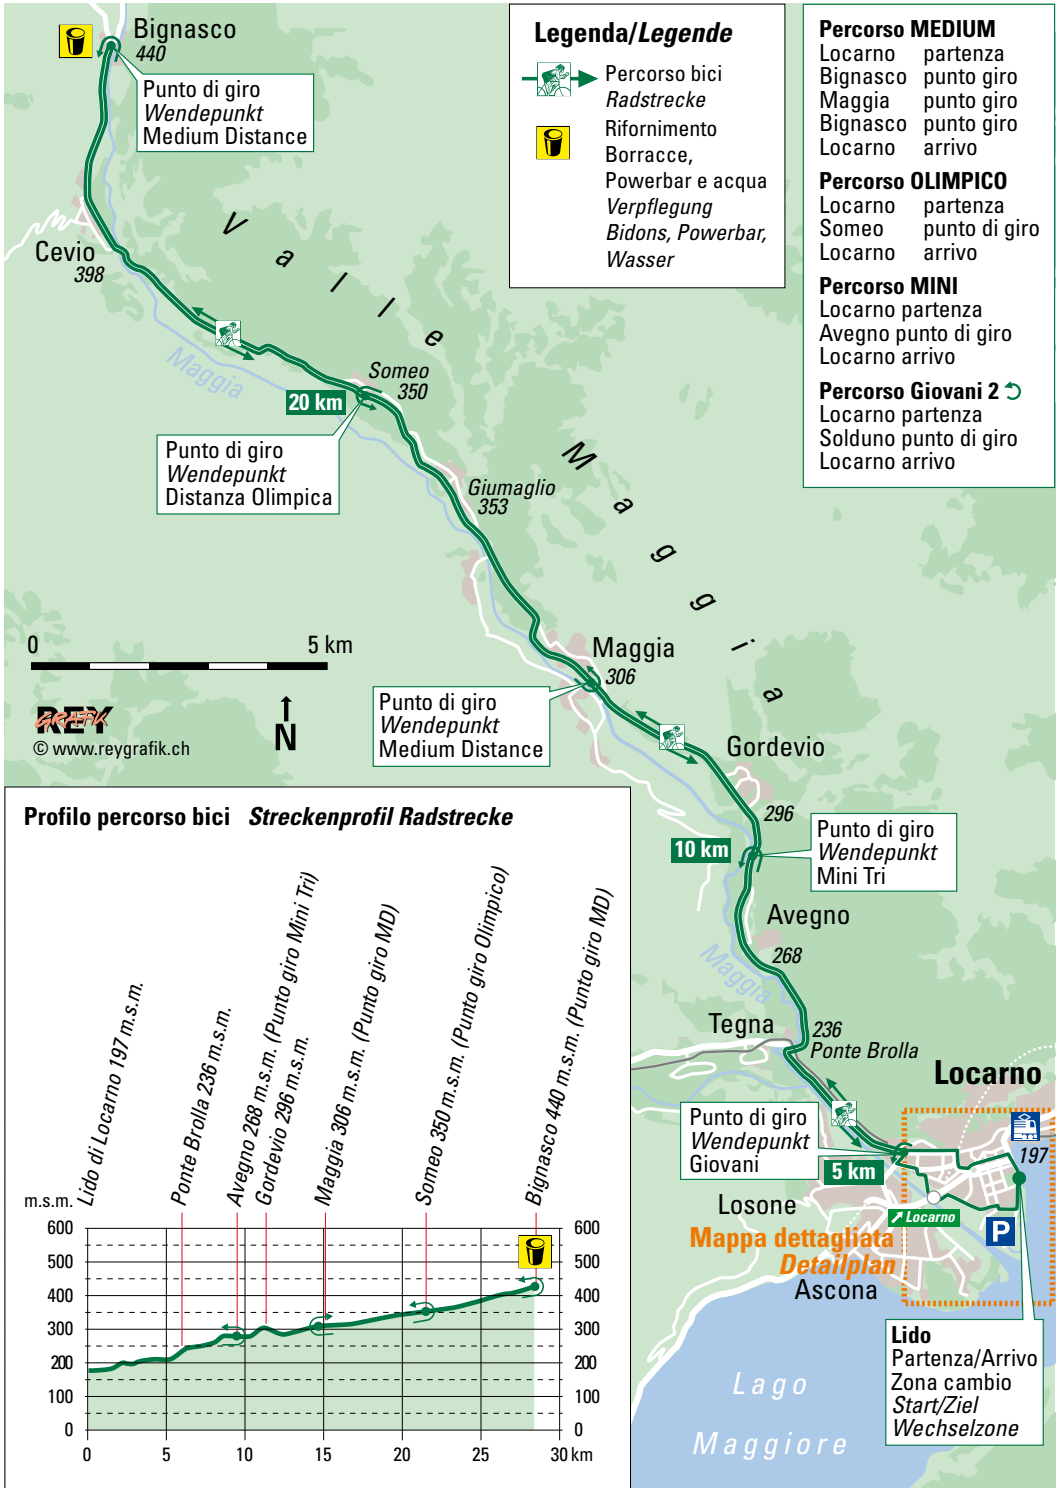 Bignasco
440
Punto di giro
Wendepunkt
Medium Distance
Legenda/Legende
Percorso bici
Radstrecke
Rifornimento
Borracce,
Powerbar e acqua
Verpflegung
Bidons, Powerbar,
Wasser
Percorso MEDIUM
Locarno partenza
Bignasco punto giro
Maggia punto giro
Bignasco punto giro
Locarno arrivo
Percorso OLIMPICO
Locarno partenza
Someo punto di giro
Locarno arrivo
Percorso MINI
Locarno partenza
Avegno punto di giro
Locarno arrivo
Percorso Giovani 2
Locarno partenza
Solduno punto di giro
Locarno arrivo
Cevio
398
Valle
Maggia
Maggia
Someo
350
20 km
Punto di giro
Wendepunkt
Distanza Olimpica
Giumaglio
353
0 5 km
REY
GRAFIK
© www.reygrafik.ch
N
Maggia
306
Punto di giro
Wendepunkt
Medium Distance
Gordevio
296
10 km
Punto di giro
Wendepunkt
Mini Tri
Avegno
268
Maggia
Tegna
236
Ponte Brolla
Locarno
197
Punto di giro
Wendepunkt
Giovani
5 km
Losone
Locarno
P
Mappa dettagliata
Detailplan
Ascona
Lido
Partenza/Arrivo
Zona cambio
Start/Ziel
Wechselzone
Lago
Maggiore
Profilo percorso bici Streckenprofil Radstrecke
Lido di Locarno 197 m.s.m.
Ponte Brolla 236 m.s.m.
Avegno 268 m.s.m. (Punto giro Mini Tri)
Gordevio 296 m.s.m.
Maggia 306 m.s.m. (Punto giro MD)
Someo 350 m.s.m. (Punto giro Olimpico)
Bignasco 440 m.s.m. (Punto giro MD)
m.s.m.
600 600
500 500
400 400
300 300
200 200
100 100
0 0
0 5 10 15 20 25 30 km